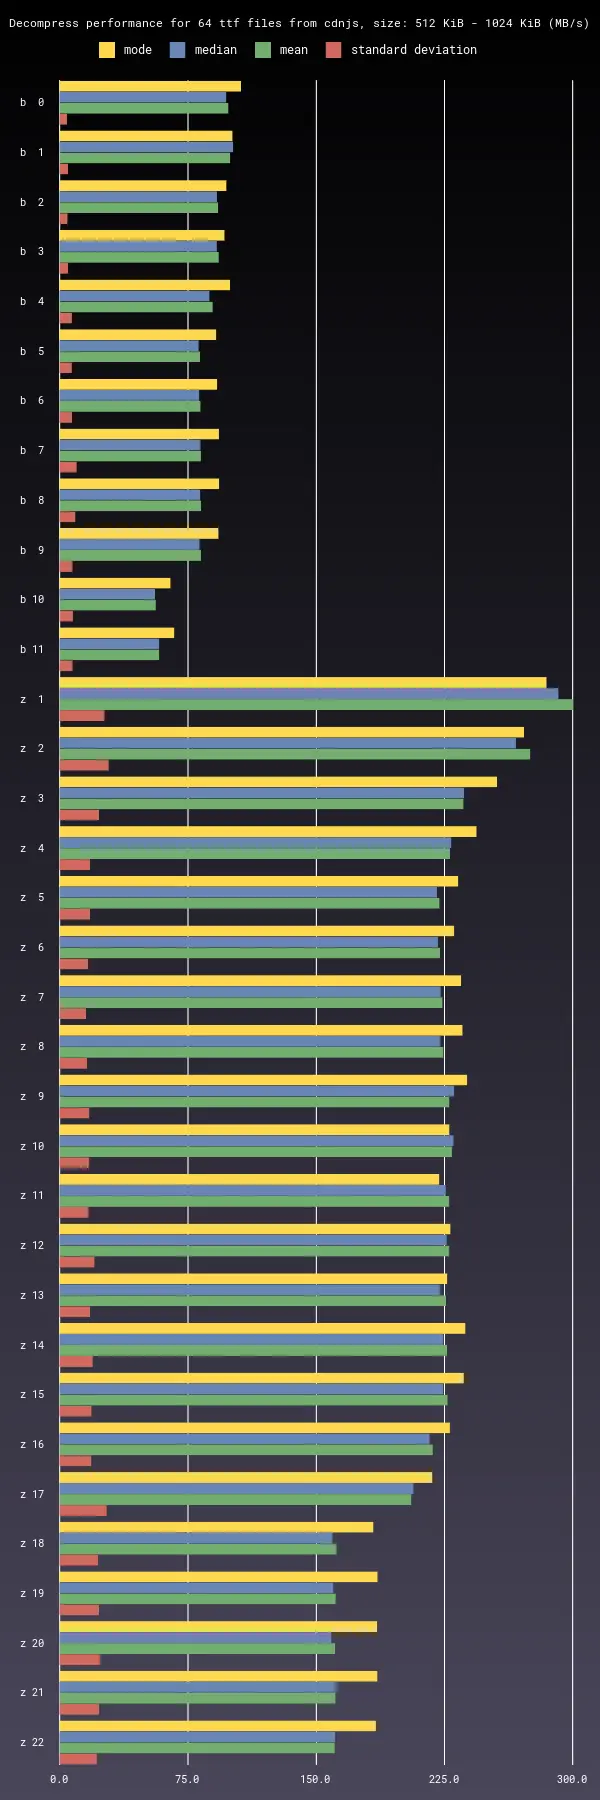 Decompress performance for 64 ttf files from cdnjs, size: 512 KiB - 1024 KiB (MB/s)
mode median mean standard deviation
b 0
b 1
b 2
b 3
b 4
b 5
b 6
b 7
b 8
b 9
b 10
b 11
z 1
z 2
z 3
z 4
z 5
z 6
z 7
z 8
z 9
z 10
z 11
z 12
z 13
z 14
z 15
z 16
z 17
z 18
z 19
z 20
z 21
z 22
0.0 75.0 150.0 225.0 300.0